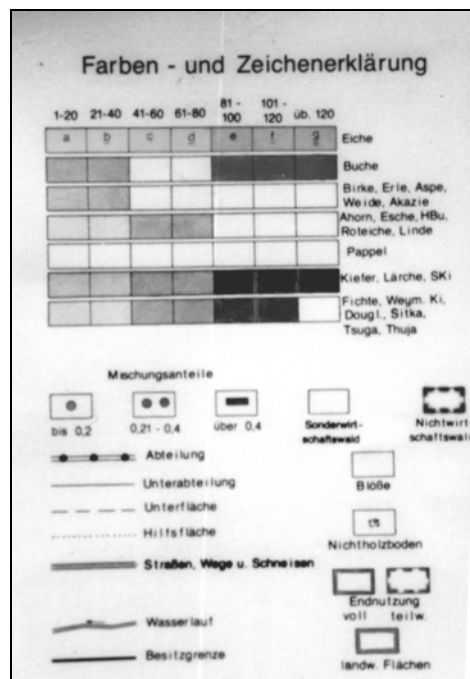 Farben - und Zeichenerklärung
1-20 21-40 41-60 61-80 81 - 100 101 - 120 üb. 120
a b c d e f g Eiche
Buche
Birke, Erle, Aspe,
Weide, Akazie
Ahorn, Esche, HBu,
Roteiche, Linde
Pappel
Kiefer, Lärche, SKi
Fichte, Weym. Ki,
Dougl., Sitka,
Tsuga, Thuja
Mischungsanteile
bis 0,2
0,21 - 0,4
über 0,4
Sonderwirt-
schaftswald
Nichtwirt-
schaftswald
Abteilung
Unterabteilung
Unterfläche
Hilfsfläche
Straßen, Wege u. Schneisen
Wasserlauf
Besitzgrenze
Blöße
Nichtholzboden
Endnutzung
voll teilw.
landw. Flächen